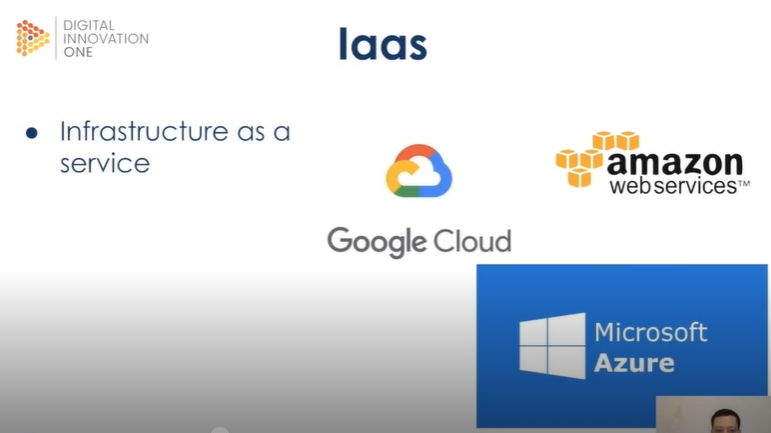 DIGITAL
INNOVATION
ONE
Iaas
● Infrastructure as a
service
Google Cloud
amazon
webservices™
Microsoft
Azure